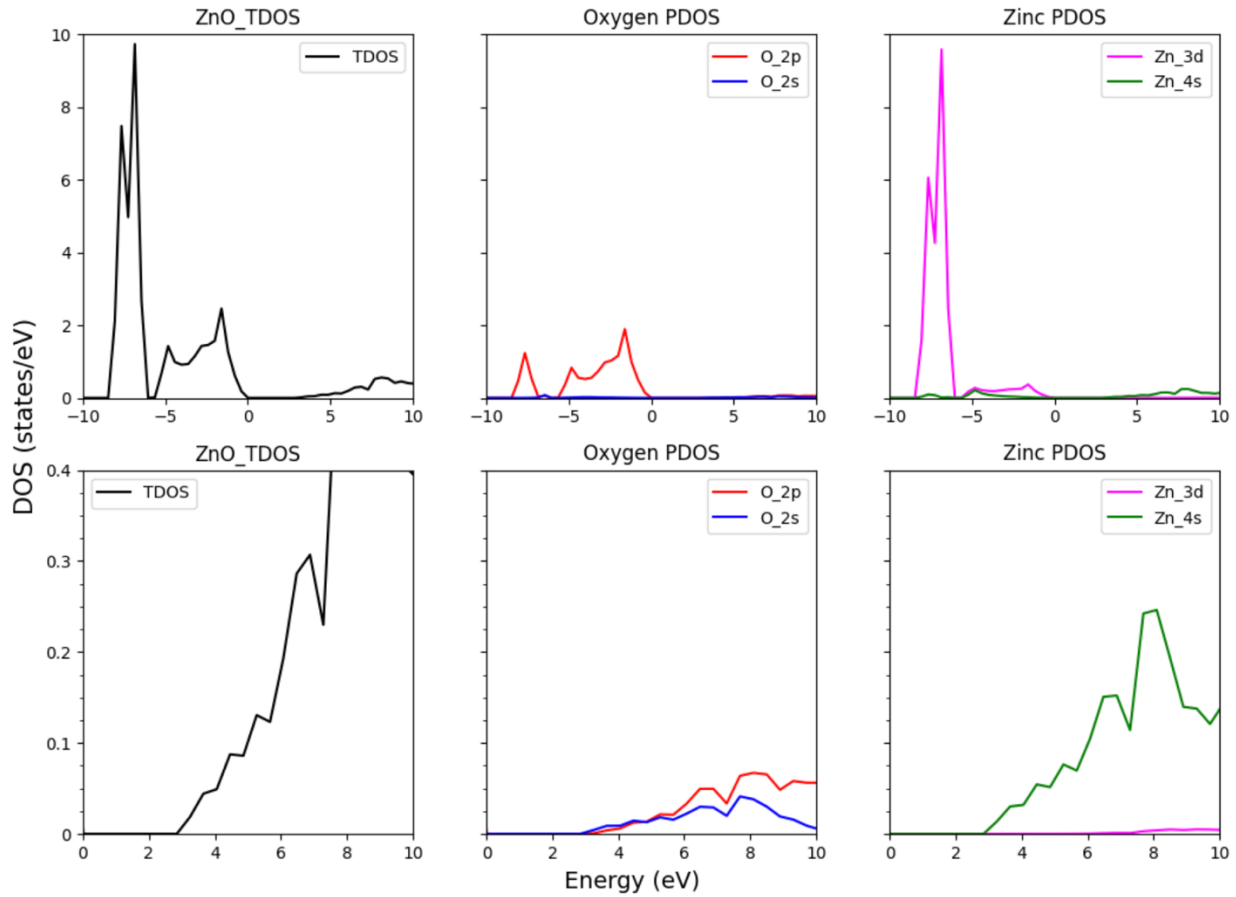 ZnO_TDOS
Oxygen PDOS
Zinc PDOS
10
8
6
4
2
0
TDOS
O_2p
O_2s
Zn_3d
Zn_4s
−10 −5 0 5 10
−10 −5 0 5 10
−10 −5 0 5 10
DOS (states/eV)
ZnO_TDOS
Oxygen PDOS
Zinc PDOS
0.4
0.3
0.2
0.1
0
TDOS
O_2p
O_2s
Zn_3d
Zn_4s
0 2 4 6 8 10
0 2 4 6 8 10
0 2 4 6 8 10
Energy (eV)